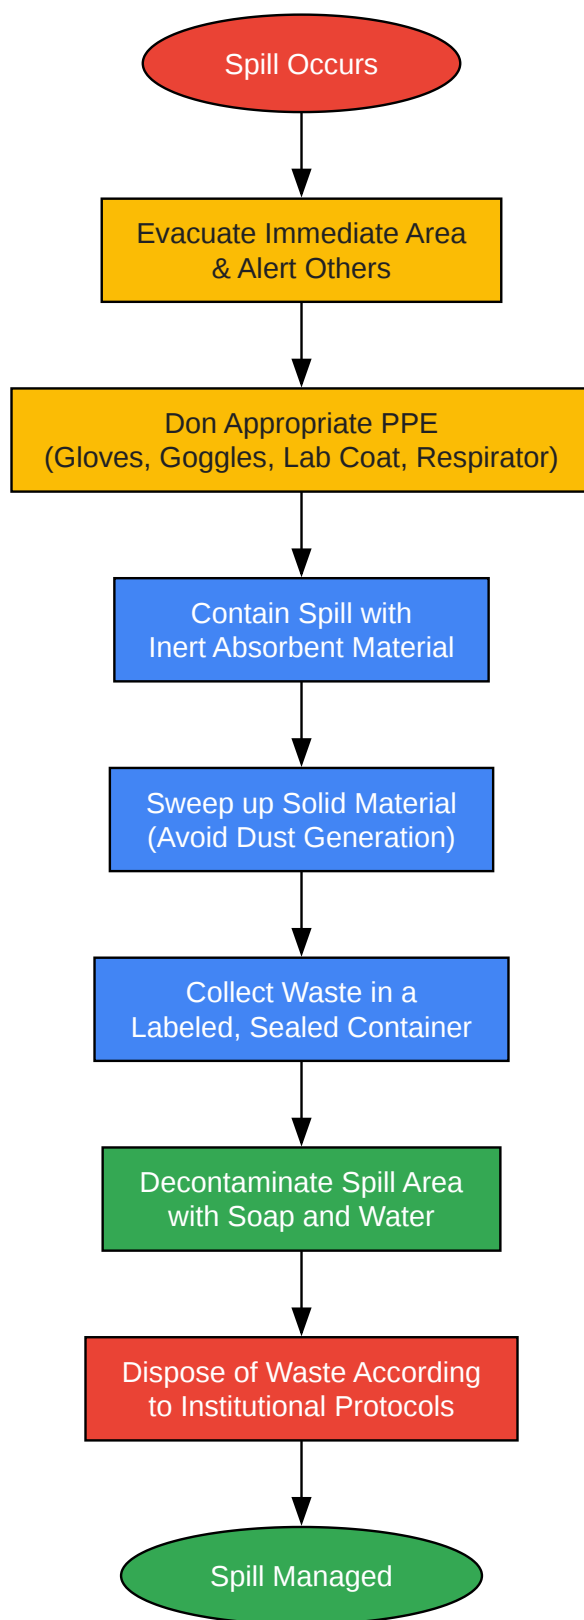 Spill Occurs
Evacuate Immediate Area
& Alert Others
Don Appropriate PPE
(Gloves, Goggles, Lab Coat, Respirator)
Contain Spill with
Inert Absorbent Material
Sweep up Solid Material
(Avoid Dust Generation)
Collect Waste in a
Labeled, Sealed Container
Decontaminate Spill Area
with Soap and Water
Dispose of Waste According
to Institutional Protocols
Spill Managed